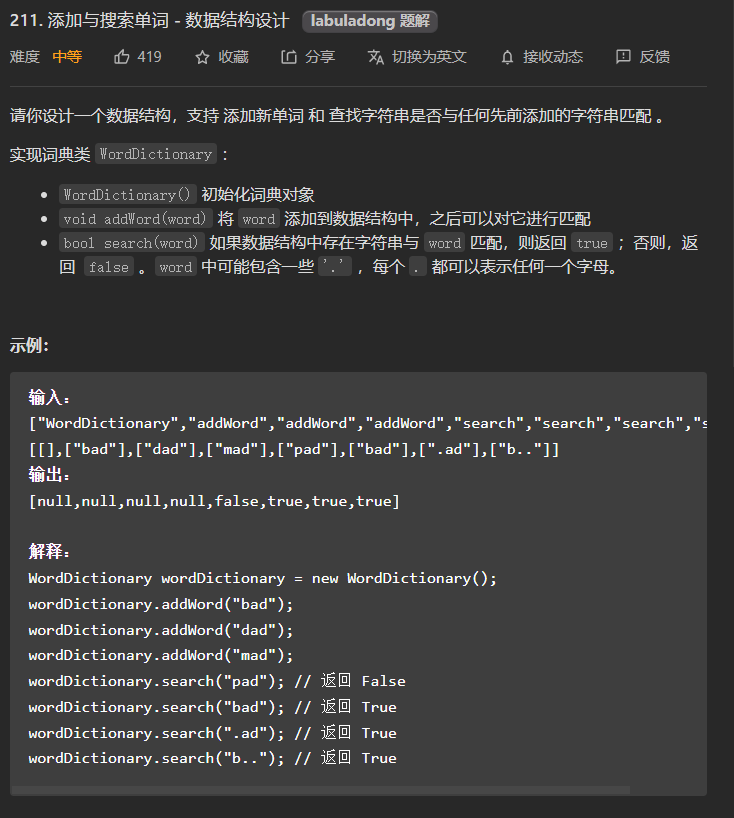 211. 添加与搜索单词 - 数据结构设计 labuladong 题解
难度 中等 419 收藏 分享 切换为英文 接收动态 反馈
请你设计一个数据结构，支持 添加新单词 和 查找字符串是否与任何先前添加的字符串匹配 。
实现词典类 WordDictionary ：
• WordDictionary() 初始化词典对象
• void addWord(word) 将 word 添加到数据结构中，之后可以对它进行匹配
• bool search(word) 如果数据结构中存在字符串与 word 匹配，则返回 true ；否则，返
回 false 。word 中可能包含一些 '.' ，每个 . 都可以表示任何一个字母。
示例：
输入：
["WordDictionary","addWord","addWord","addWord","search","search","search","s
[[],["bad"],["dad"],["mad"],["pad"],["bad"],[".ad"],["b.."]]
输出：
[null,null,null,null,false,true,true,true]
解释：
WordDictionary wordDictionary = new WordDictionary();
wordDictionary.addWord("bad");
wordDictionary.addWord("dad");
wordDictionary.addWord("mad");
wordDictionary.search("pad"); // 返回 False
wordDictionary.search("bad"); // 返回 True
wordDictionary.search(".ad"); // 返回 True
wordDictionary.search("b.."); // 返回 True